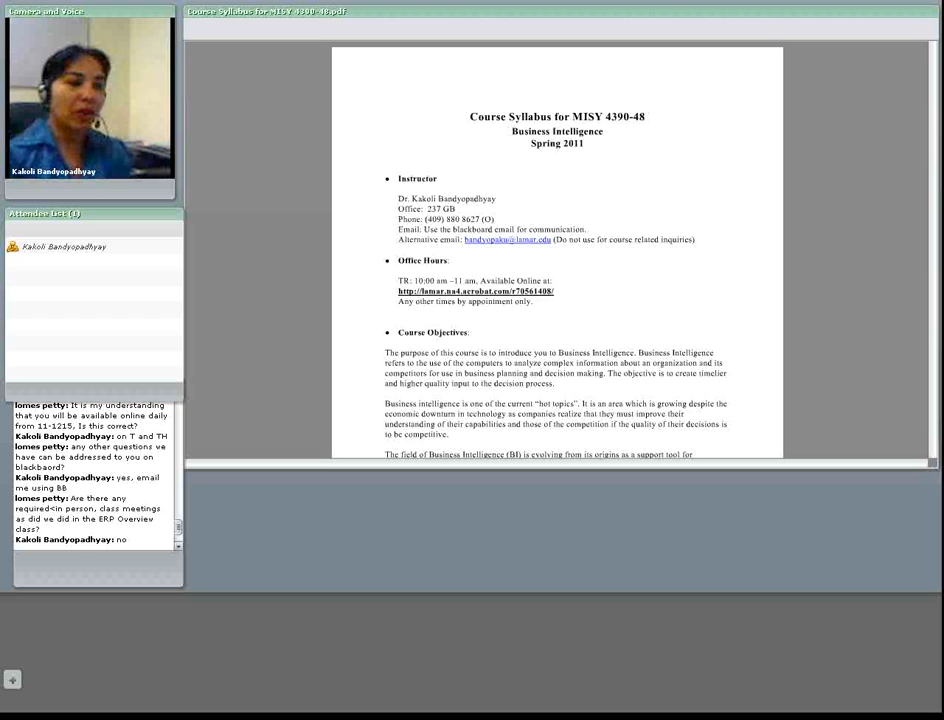 Camera and Voice
Kakoli Bandyopadhyay
Attendee List (1)
Kakoli Bandyopadhyay
lomes petty: It is my understanding
that you will be available online daily
from 11-1215, Is this correct?
Kakoli Bandyopadhyay: on T and TH
lomes petty: any other questions we
have can be addressed to you on
blackbaord?
Kakoli Bandyopadhyay: yes, email
me using BB
lomes petty: Are there any
required<in person, class meetings
as did we did in the ERP Overview
class?
Kakoli Bandyopadhyay: no
Course Syllabus for MISY 4390-48.pdf
Course Syllabus for MISY 4390-48
Business Intelligence
Spring 2011
• Instructor
Dr. Kakoli Bandyopadhyay
Office: 237 GB
Phone: (409) 880 8627 (O)
Email: Use the blackboard email for communication.
Alternative email: bandyopaku@lamar.edu (Do not use for course related inquiries)
• Office Hours:
TR: 10:00 am –11 am, Available Online at:
http://lamar.na4.acrobat.com/r70561408/
Any other times by appointment only.
• Course Objectives:
The purpose of this course is to introduce you to Business Intelligence. Business Intelligence
refers to the use of the computers to analyze complex information about an organization and its
competitors for use in business planning and decision making. The objective is to create timelier
and higher quality input to the decision process.
Business intelligence is one of the current “hot topics”. It is an area which is growing despite the
economic downturn in technology as companies realize that they must improve their
understanding of their capabilities and those of the competition if the quality of their decisions is
to be competitive.
The field of Business Intelligence (BI) is evolving from its origins as a support tool for